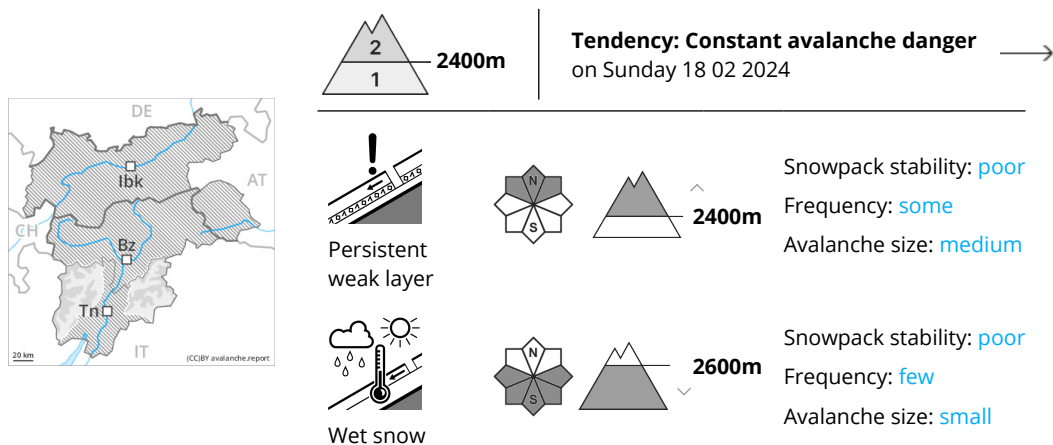 2
1
2400m
Tendency: Constant avalanche danger
on Sunday 18 02 2024
DE
Ibk
AT
CH
Bz
Tn
IT
20 km
(CC)BY avalanche.report
Persistent
weak layer
N
S
2400m
Snowpack stability: poor
Frequency: some
Avalanche size: medium
Wet snow
N
S
2600m
Snowpack stability: poor
Frequency: few
Avalanche size: small